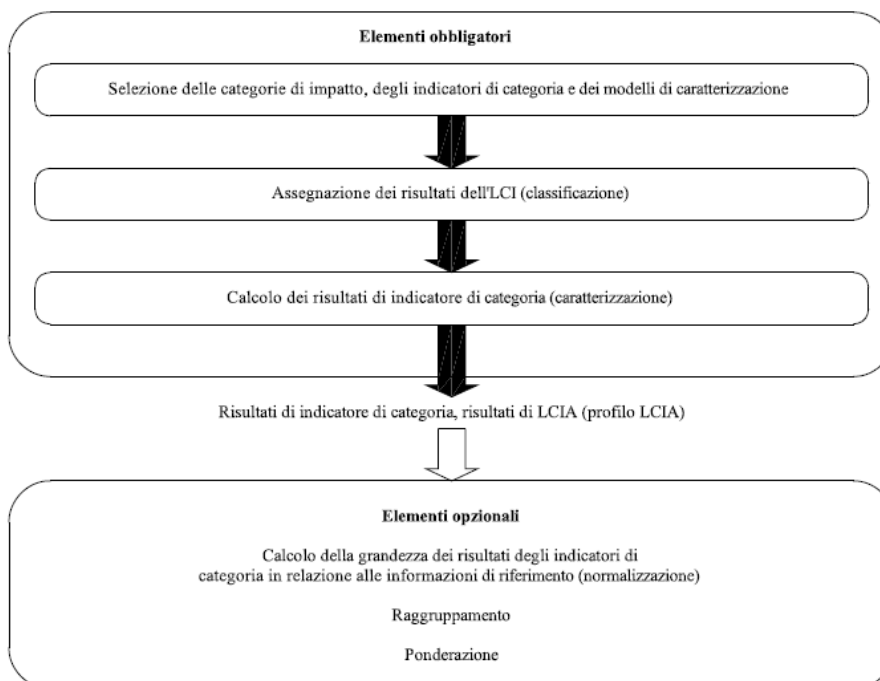 Elementi obbligatori
Selezione delle categorie di impatto, degli indicatori di categoria e dei modelli di caratterizzazione
Assegnazione dei risultati dell'LCI (classificazione)
Calcolo dei risultati di indicatore di categoria (caratterizzazione)
Risultati di indicatore di categoria, risultati di LCIA (profilo LCIA)
Elementi opzionali
Calcolo della grandezza dei risultati degli indicatori di
categoria in relazione alle informazioni di riferimento (normalizzazione)
Raggruppamento
Ponderazione